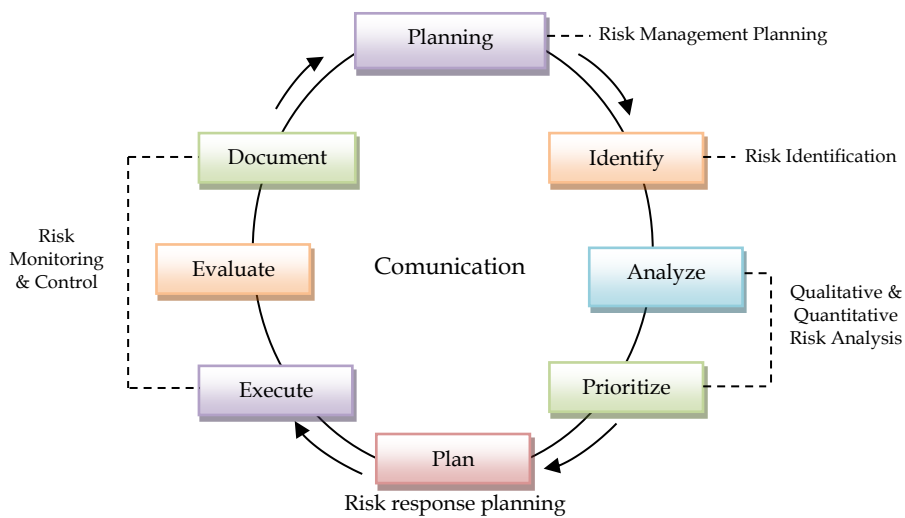 Planning
Risk Management Planning
Document
Identify
Risk Identification
Risk
Monitoring
& Control
Evaluate
Comunication
Analyze
Qualitative &
Quantitative
Risk Analysis
Execute
Prioritize
Plan
Risk response planning